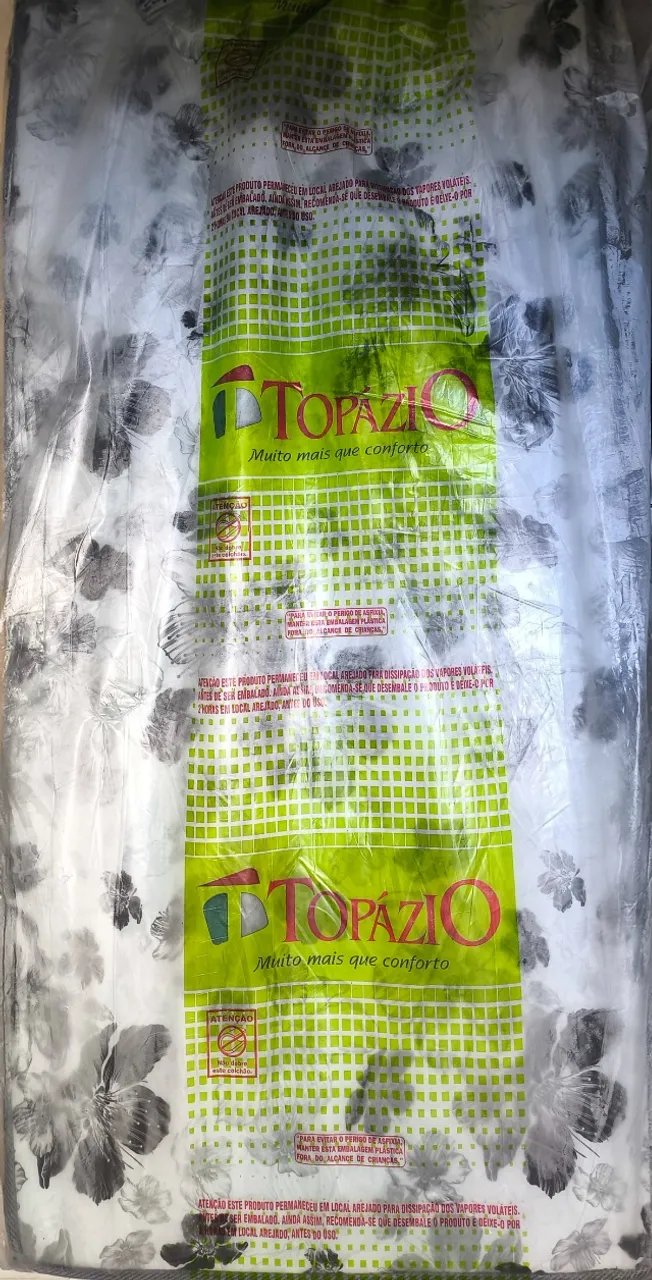 Muito
"PARA EVITAR O PERIGO DE ASFIXIA,
MANTER ESTA EMBALAGEM PLÁSTICA
FORA DO ALCANCE DE CRIANÇAS."
ATENÇÃO ESTE PRODUTO PERMANECEU EM LOCAL AREJADO PARA DISSIPAÇÃO DOS VAPORES VOLÁTEIS,
ANTES DE SER EMBALADO. AINDA ASSIM, RECOMENDA-SE QUE DESEMBALE O PRODUTO E DEIXE-O POR
2 HORAS EM LOCAL AREJADO, ANTES DO USO.
TOPÁZIO
Muito mais que conforto
ATENÇÃO
Não dobre
este colchão.
"PARA EVITAR O PERIGO DE ASFIXIA,
MANTER ESTA EMBALAGEM PLÁSTICA
FORA DO ALCANCE DE CRIANÇAS."
ATENÇÃO ESTE PRODUTO PERMANECEU EM LOCAL AREJADO PARA DISSIPAÇÃO DOS VAPORES VOLÁTEIS,
ANTES DE SER EMBALADO. AINDA ASSIM, RECOMENDA-SE QUE DESEMBALE O PRODUTO E DEIXE-O POR
2 HORAS EM LOCAL AREJADO, ANTES DO USO.
TOPÁZIO
Muito mais que conforto
ATENÇÃO
Não dobre
este colchão.
"PARA EVITAR O PERIGO DE ASFIXIA,
MANTER ESTA EMBALAGEM PLÁSTICA
FORA DO ALCANCE DE CRIANÇAS."
ATENÇÃO ESTE PRODUTO PERMANECEU EM LOCAL AREJADO PARA DISSIPAÇÃO DOS VAPORES VOLÁTEIS,
ANTES DE SER EMBALADO. AINDA ASSIM, RECOMENDA-SE QUE DESEMBALE O PRODUTO E DEIXE-O POR
2 HORAS EM LOCAL AREJADO, ANTES DO USO.